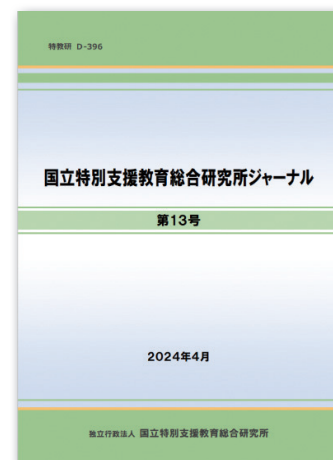 特教研 D-396
国立特別支援教育総合研究所ジャーナル
第13号
2024年4月
独立行政法人 国立特別支援教育総合研究所